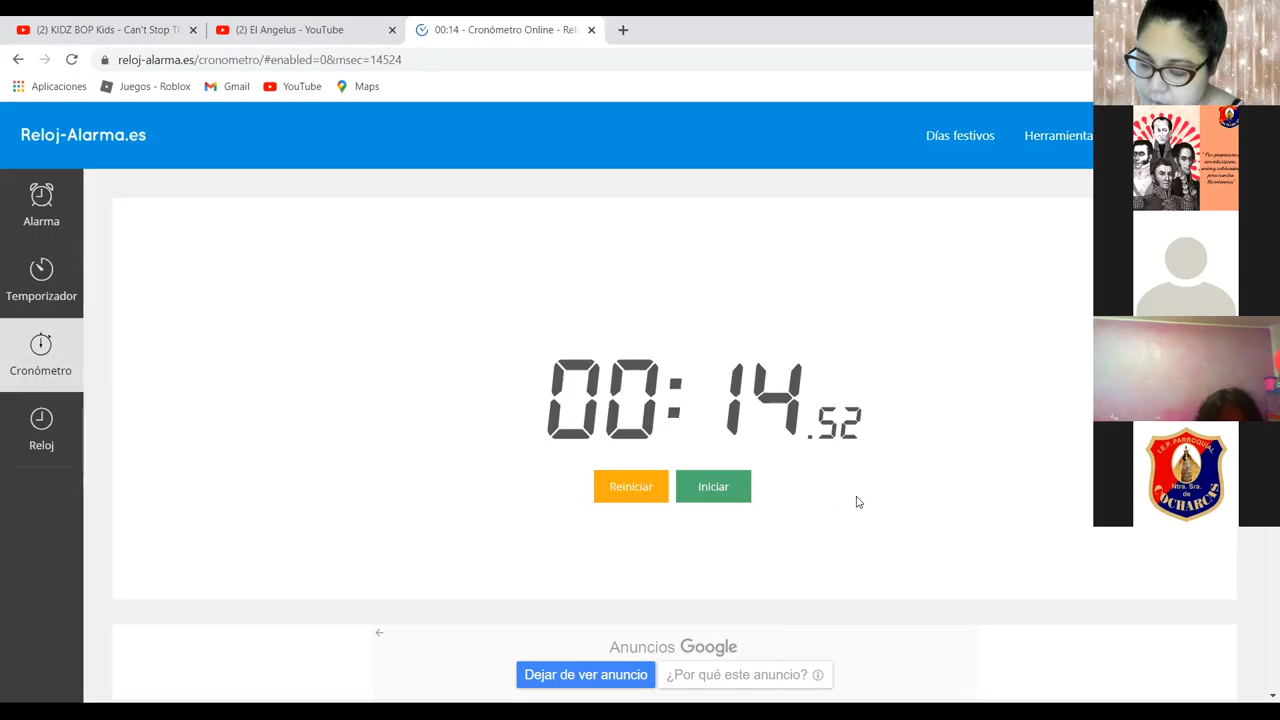 (2) KIDZ BOP Kids - Can't Stop Th
(2) El Angelus - YouTube
00:14 - Cronómetro Online - Relo
reloj-alarma.es/cronometro/#enabled=0&msec=14524
Aplicaciones
Juegos - Roblox
Gmail
YouTube
Maps
Reloj-Alarma.es
Días festivos
Herramienta
Alarma
Temporizador
Cronómetro
Reloj
00:14.52
Reiniciar
Iniciar
Anuncios Google
Dejar de ver anuncio
¿Por qué este anuncio?
I.E.P. PARROQUIAL
Ntra. Sra.
de
COCHARCAS